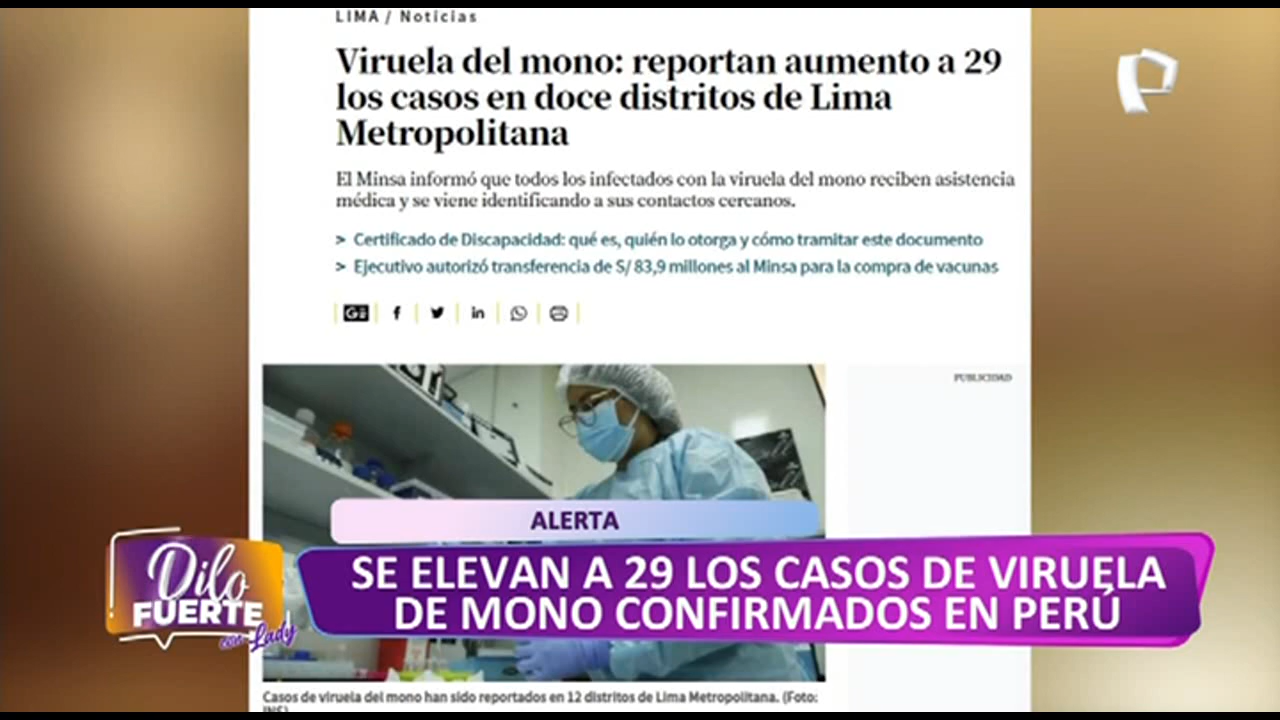 LIMA / Noticias
Viruela del mono: reportan aumento a 29
los casos en doce distritos de Lima
Metropolitana
El Minsa informó que todos los infectados con la viruela del mono reciben asistencia
médica y se viene identificando a sus contactos cercanos.
> Certificado de Discapacidad: qué es, quién lo otorga y cómo tramitar este documento
> Ejecutivo autorizó transferencia de S/ 83,9 millones al Minsa para la compra de vacunas
PUBLICIDAD
ALERTA
SE ELEVAN A 29 LOS CASOS DE VIRUELA
DE MONO CONFIRMADOS EN PERÚ
Dilo
FUERTE
con Lady
Casos de viruela del mono han sido reportados en 12 distritos de Lima Metropolitana. (Foto:
INS)